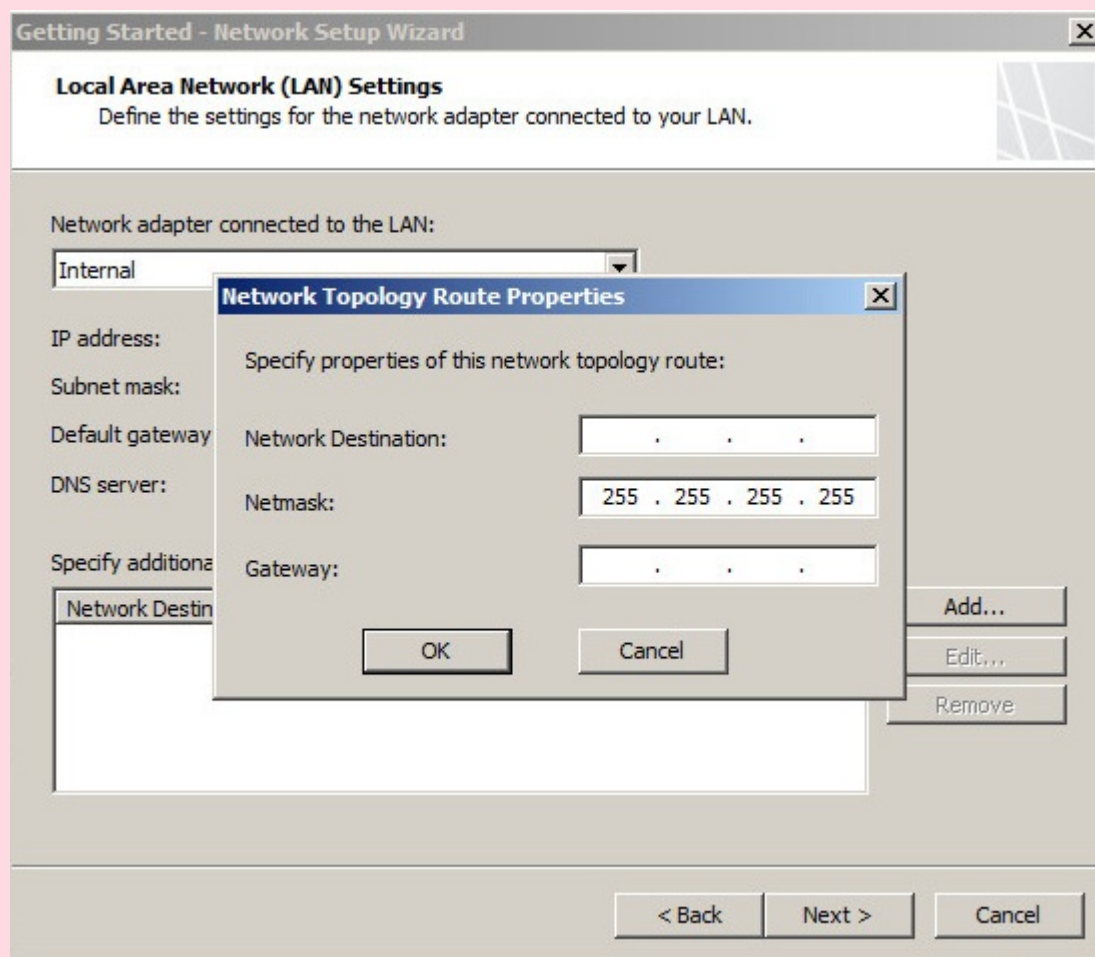 Getting Started - Network Setup Wizard
Local Area Network (LAN) Settings
Define the settings for the network adapter connected to your LAN.
Network adapter connected to the LAN:
Internal
IP address:
Subnet mask:
Default gateway
DNS server:
Specify additiona
Network Destin
Network Topology Route Properties
Specify properties of this network topology route:
Network Destination: . . .
Netmask: 255 . 255 . 255 . 255
Gateway: . . .
OK Cancel
Add...
Edit...
Remove
< Back Next > Cancel